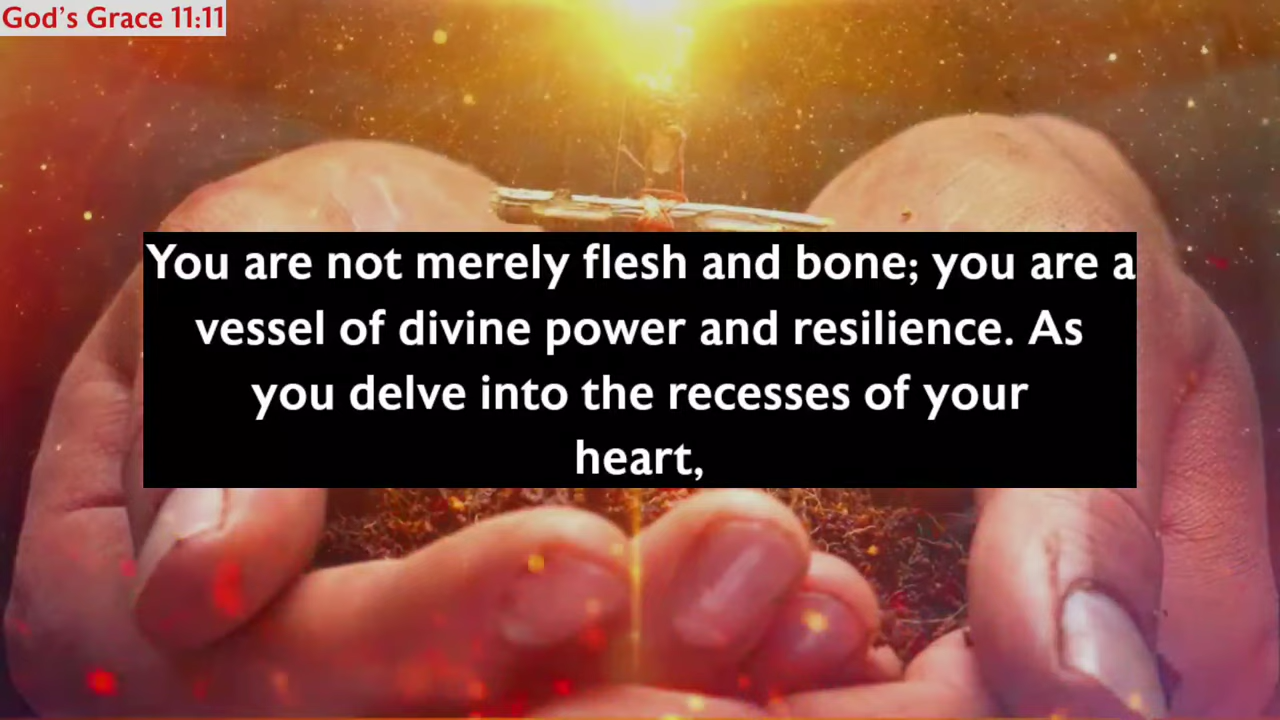 God's Grace 11:11
You are not merely flesh and bone; you are a
vessel of divine power and resilience. As
you delve into the recesses of your
heart,